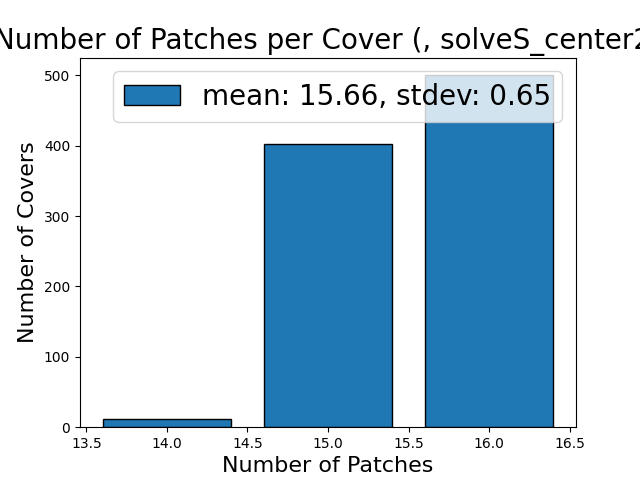 Number of Patches per Cover (, solveS_center2
mean: 15.66, stdev: 0.65
Number of Covers
500
400
300
200
100
0
13.5 14.0 14.5 15.0 15.5 16.0 16.5
Number of Patches